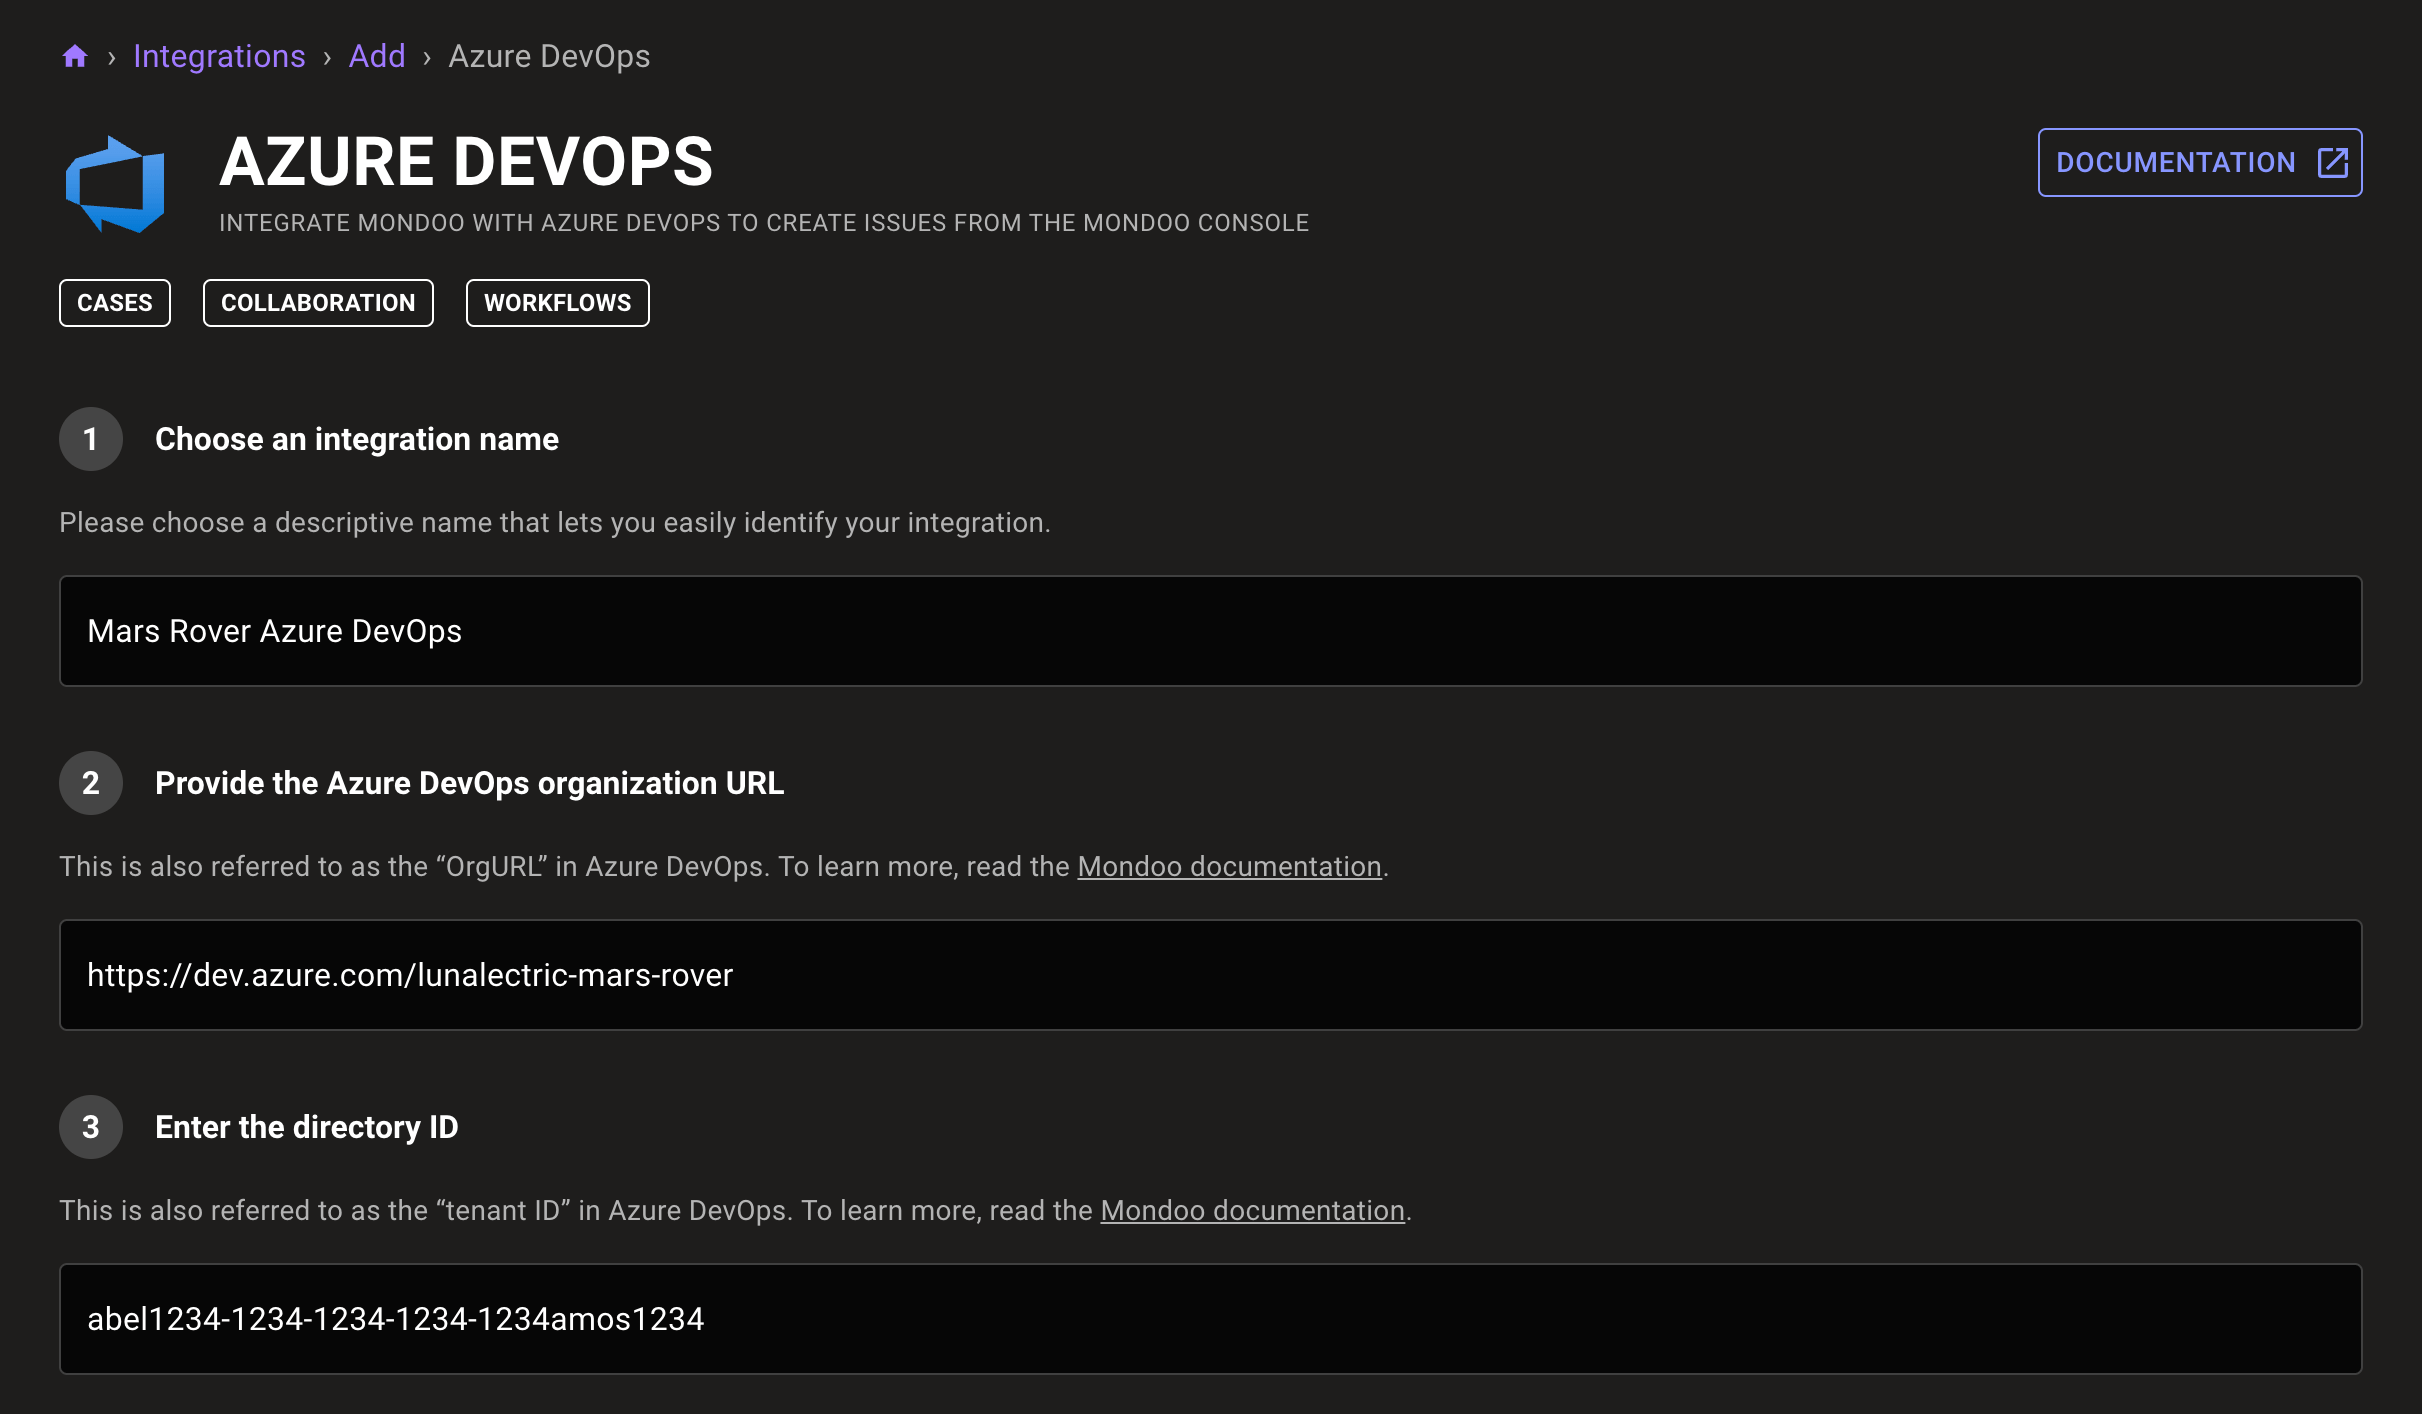 › Integrations › Add › Azure DevOps
AZURE DEVOPS
INTEGRATE MONDOO WITH AZURE DEVOPS TO CREATE ISSUES FROM THE MONDOO CONSOLE
DOCUMENTATION
CASES COLLABORATION WORKFLOWS
1 Choose an integration name
Please choose a descriptive name that lets you easily identify your integration.
Mars Rover Azure DevOps
2 Provide the Azure DevOps organization URL
This is also referred to as the “OrgURL” in Azure DevOps. To learn more, read the Mondoo documentation.
https://dev.azure.com/lunalectric-mars-rover
3 Enter the directory ID
This is also referred to as the “tenant ID” in Azure DevOps. To learn more, read the Mondoo documentation.
abel1234-1234-1234-1234-1234amos1234